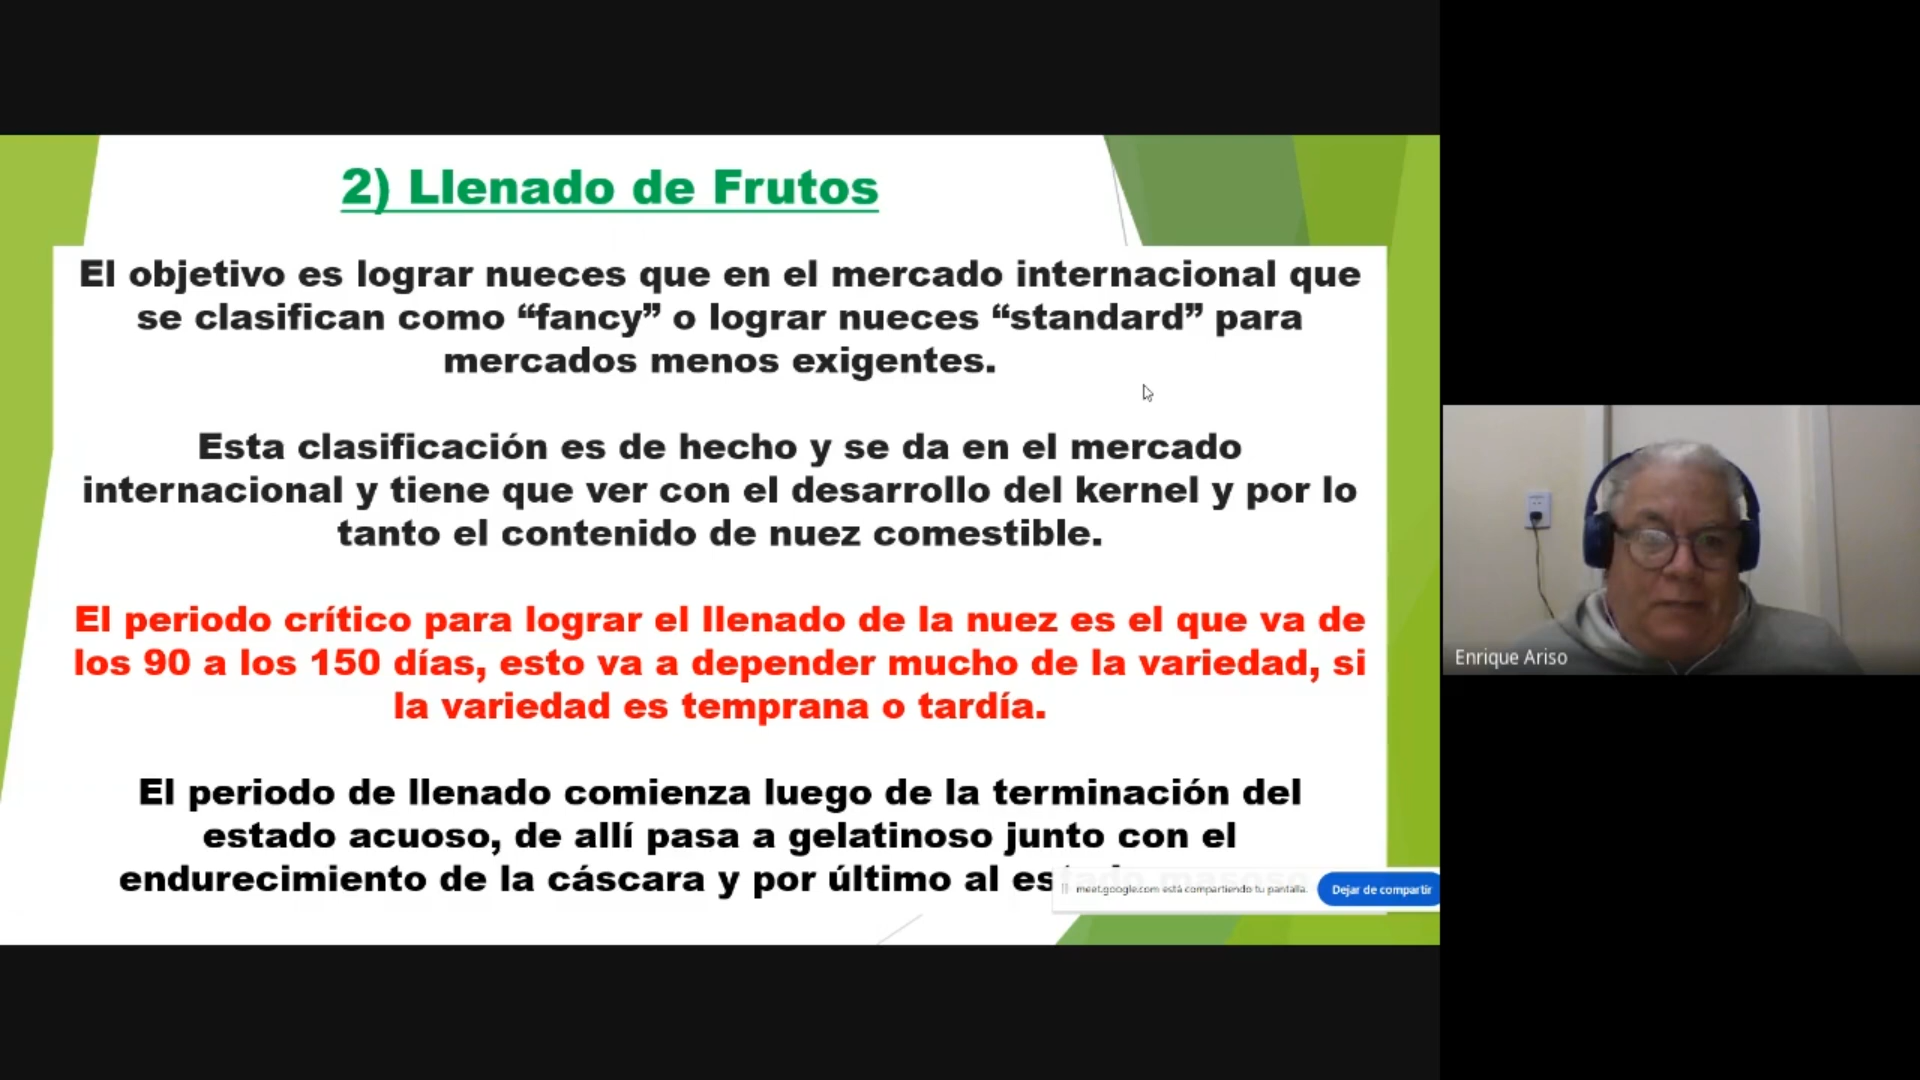 2) Llenado de Frutos
El objetivo es lograr nueces que en el mercado internacional que
se clasifican como “fancy” o lograr nueces “standard” para
mercados menos exigentes.
Esta clasificación es de hecho y se da en el mercado
internacional y tiene que ver con el desarrollo del kernel y por lo
tanto el contenido de nuez comestible.
El periodo crítico para lograr el llenado de la nuez es el que va de
los 90 a los 150 días, esto va a depender mucho de la variedad, si
la variedad es temprana o tardía.
El periodo de llenado comienza luego de la terminación del
estado acuoso, de allí pasa a gelatinoso junto con el
endurecimiento de la cáscara y por último al estado masoso
meet.google.com está compartiendo tu pantalla.
Dejar de compartir
Enrique Ariso